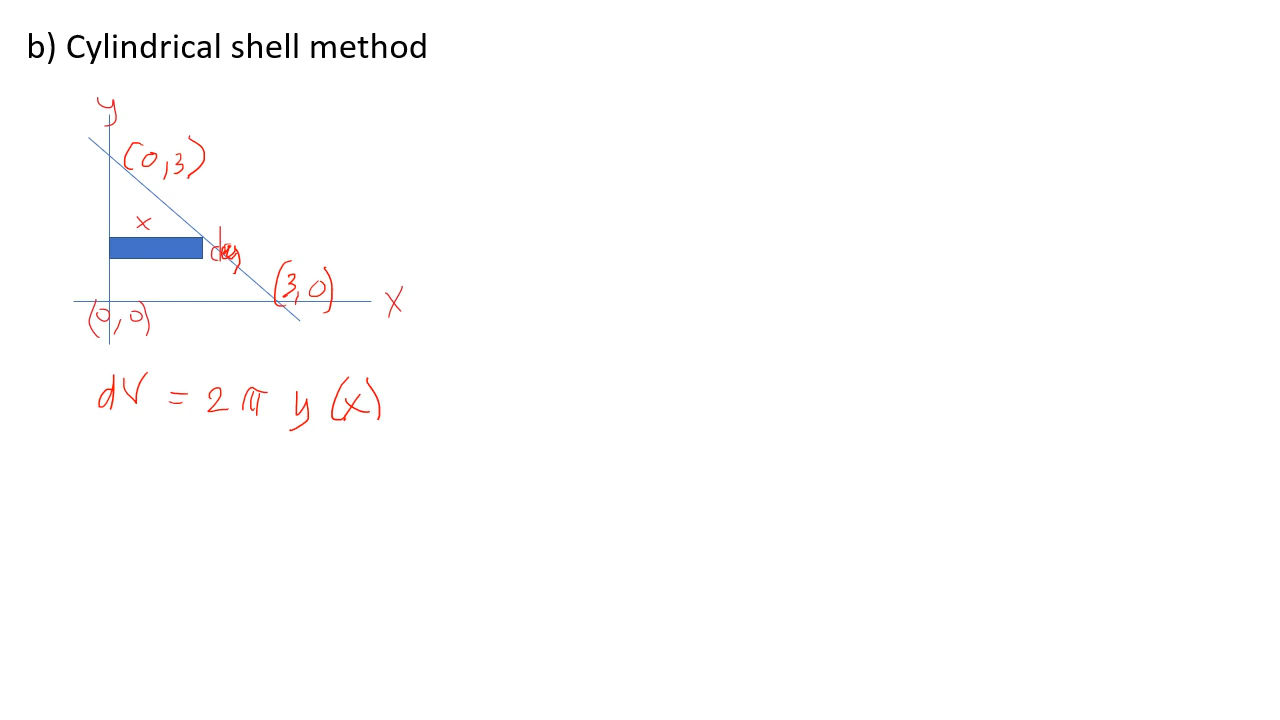 b) Cylindrical shell method
y
(0,3)
x
dy
(3,0)
x
(0,0)
dV = 2π y (x)